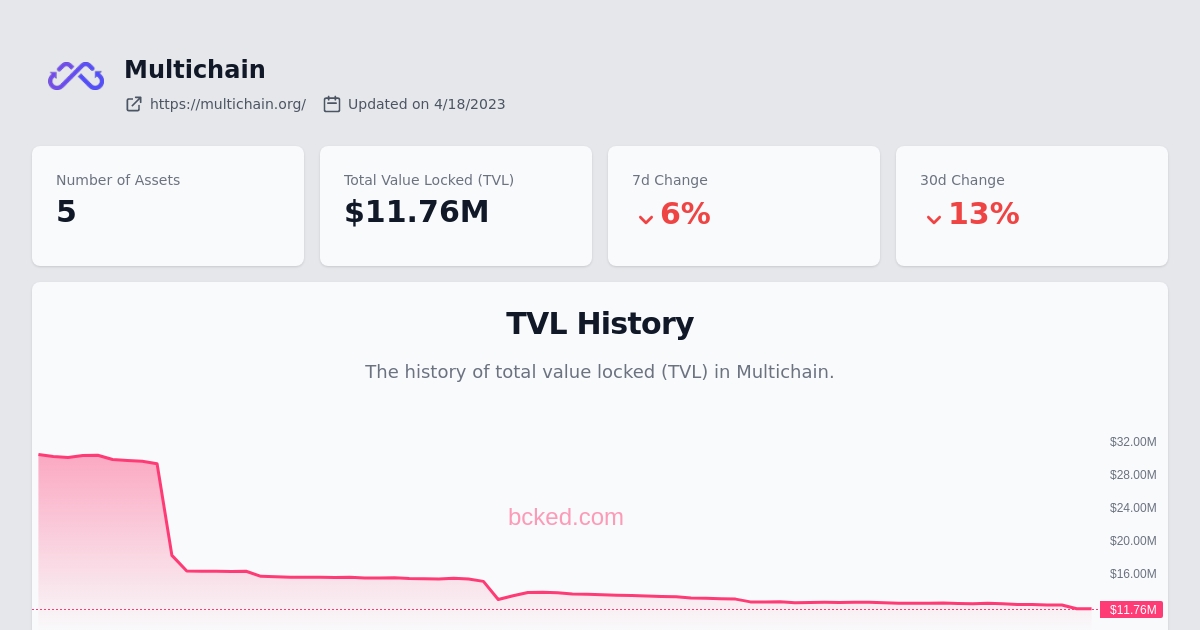 Multichain
https://multichain.org/ Updated on 4/18/2023
Number of Assets
5
Total Value Locked (TVL)
$11.76M
7d Change
6%
30d Change
13%
TVL History
The history of total value locked (TVL) in Multichain.
$32.00M
$28.00M
bcked.com
$24.00M
$20.00M
$16.00M
$11.76M